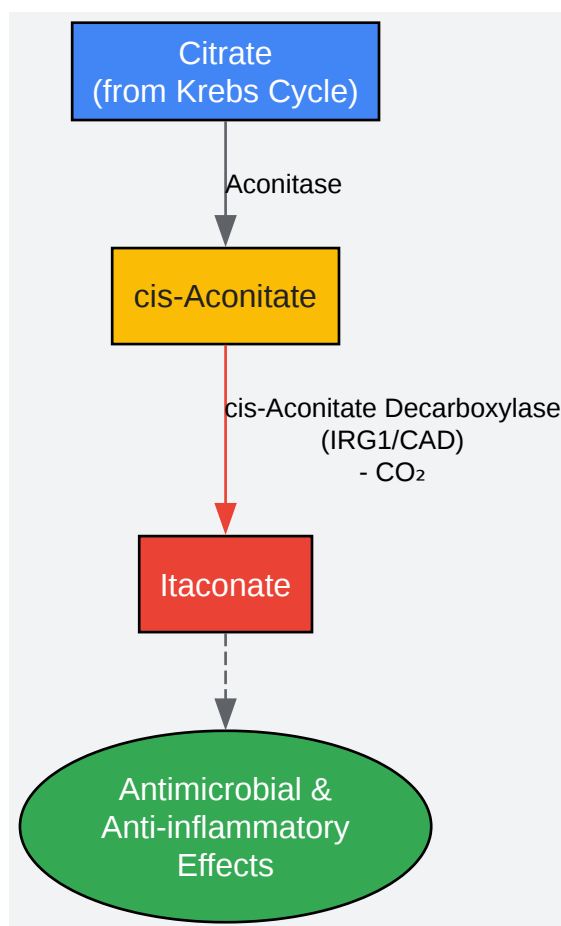 Citrate
(from Krebs Cycle)
Aconitase
cis-Aconitate
cis-Aconitate Decarboxylase
(IRG1/CAD)
- CO₂
Itaconate
Antimicrobial &
Anti-inflammatory
Effects